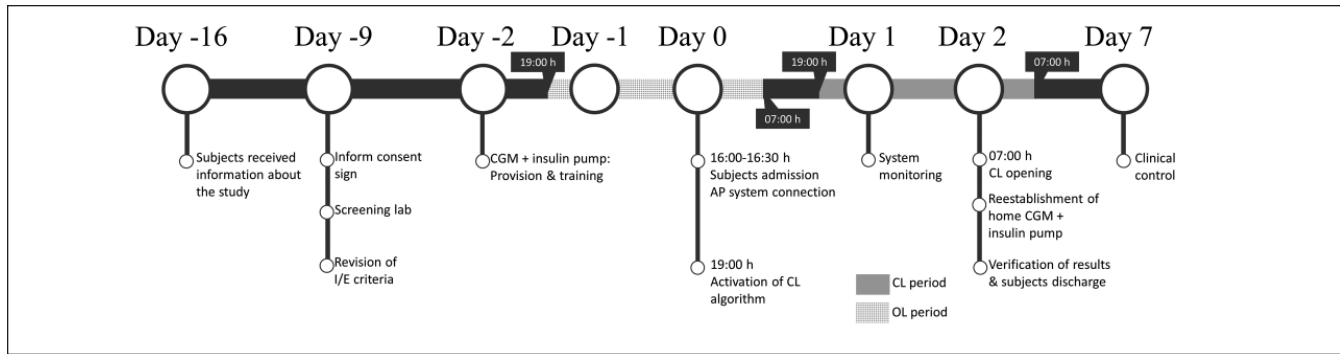 Day -16
Day -9
Day -2
Day -1
Day 0
Day 1
Day 2
Day 7
19:00 h
19:00 h
07:00 h
07:00 h
Subjects received
information about
the study
Inform consent
sign
Screening lab
Revision of
I/E criteria
CGM + insulin pump:
Provision & training
16:00-16:30 h
Subjects admission
AP system connection
19:00 h
Activation of CL
algorithm
System
monitoring
07:00 h
CL opening
Reestablishment of
home CGM +
insulin pump
Verification of results
& subjects discharge
Clinical
control
CL period
OL period